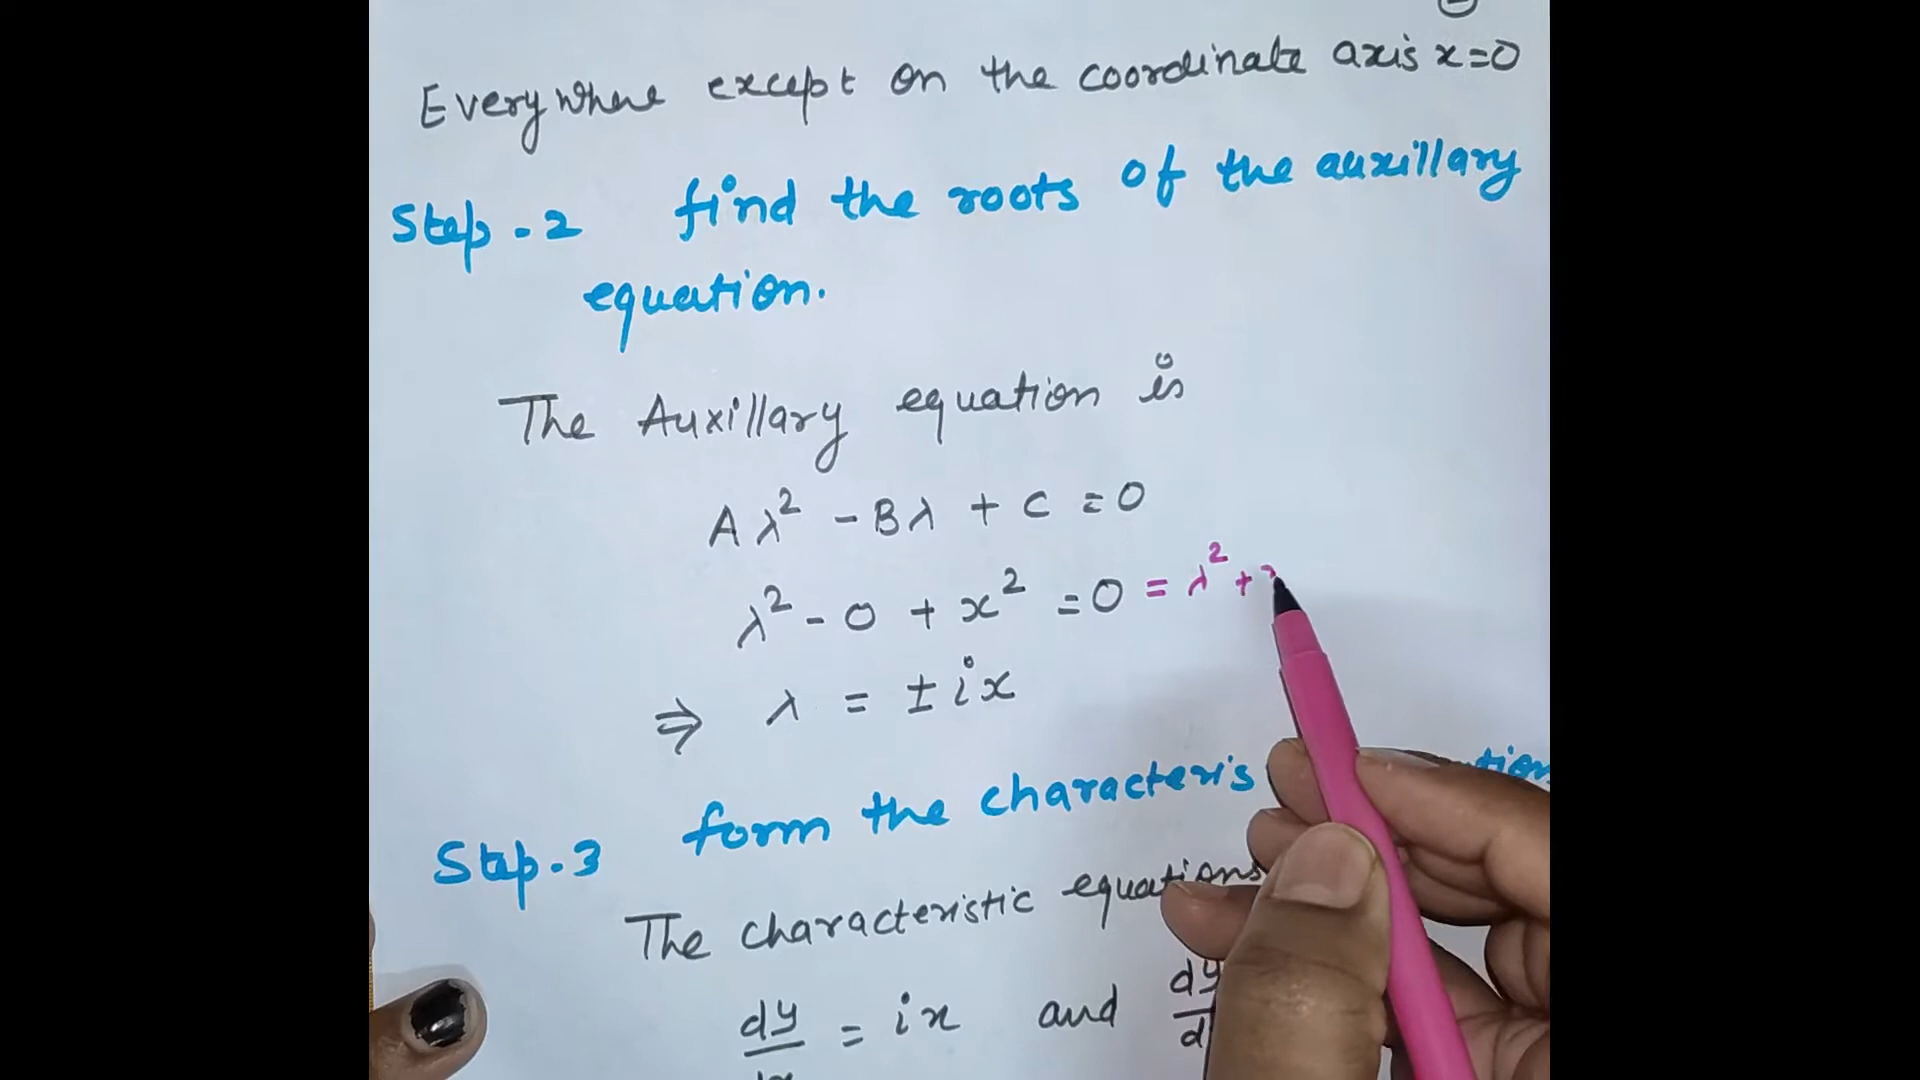 Everywhere except on the coordinate axis x=0
Step-2 find the roots of the auxillary
equation.
The Auxillary equation is
Aλ² - Bλ + C = 0
λ² - 0 + x² = 0 = λ² +
⇒ λ = ± ix
Step-3 form the
The characteristic equations
dy = ix and dy